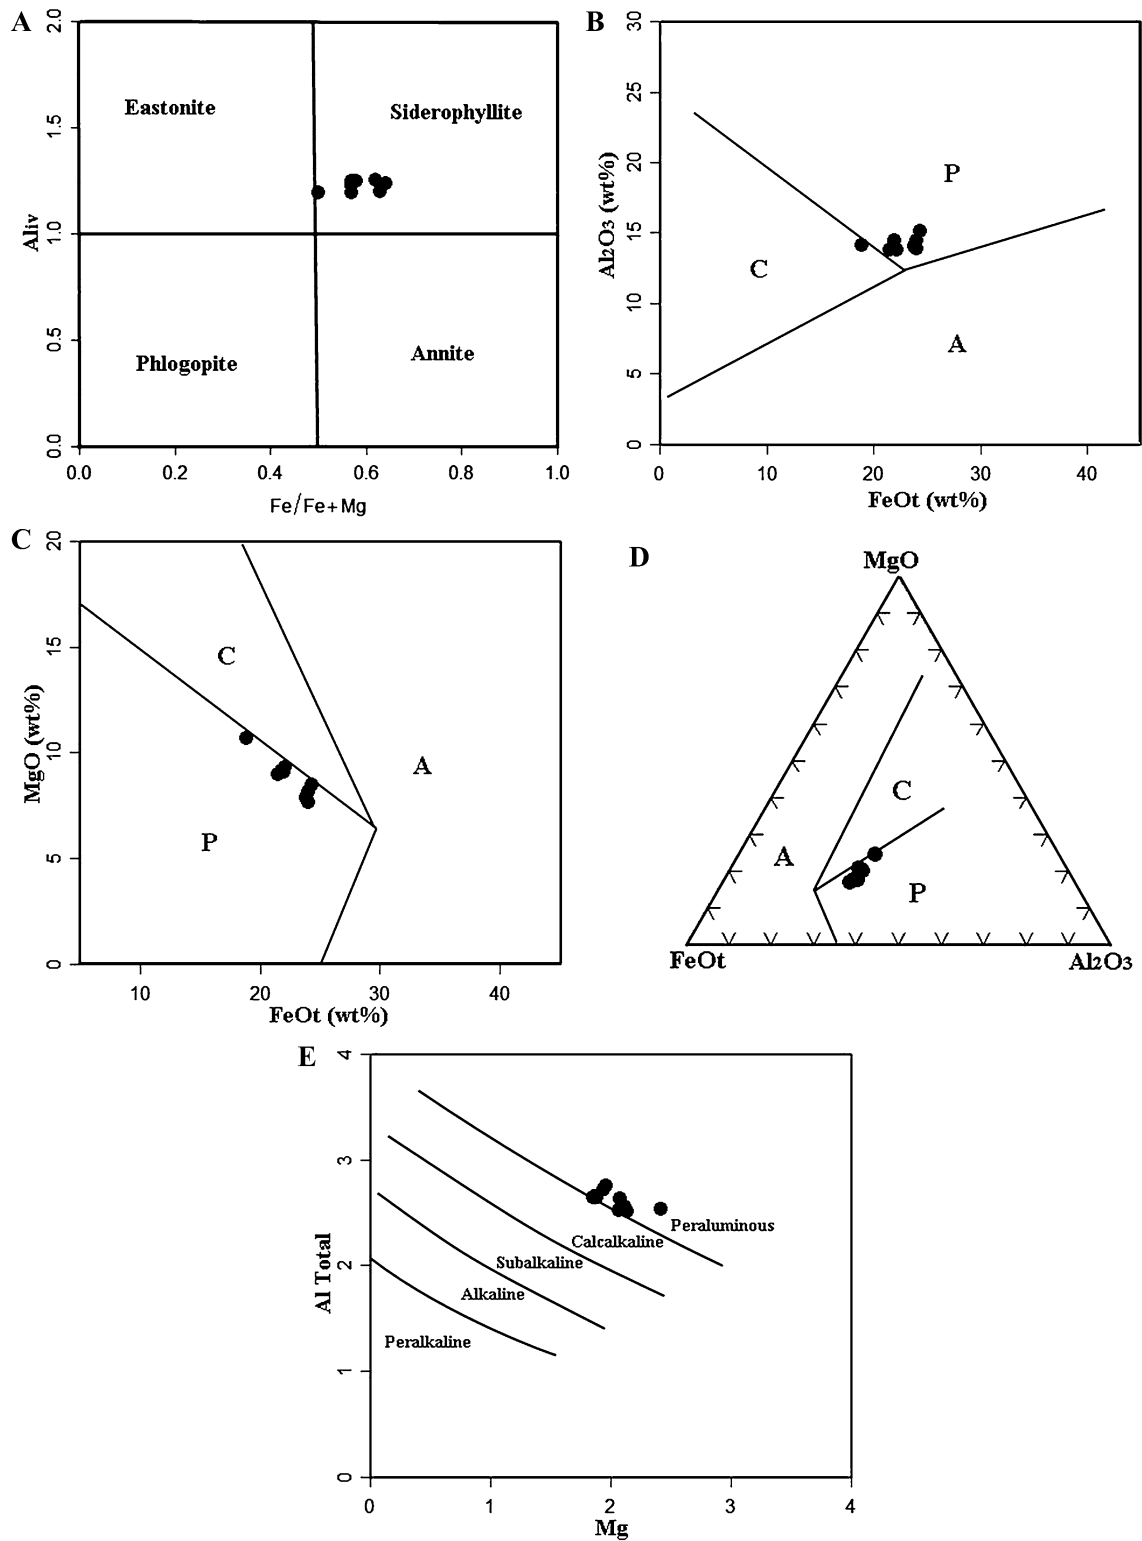 A
2.0
1.5
1.0
0.5
0.0
Aliv
Eastonite
Siderophyllite
Phlogopite
Annite
0.0 0.2 0.4 0.6 0.8 1.0
Fe/Fe+Mg
B
30
25
20
15
10
5
0
Al2O3 (wt%)
P
C
A
0 10 20 30 40
FeOt (wt%)
C
20
15
10
5
0
MgO (wt%)
C
A
P
10 20 30 40
FeOt (wt%)
D
MgO
C
A
P
FeOt
Al2O3
E
4
3
2
1
0
Al Total
Peraluminous
Calcalkaline
Subalkaline
Alkaline
Peralkaline
0 1 2 3 4
Mg